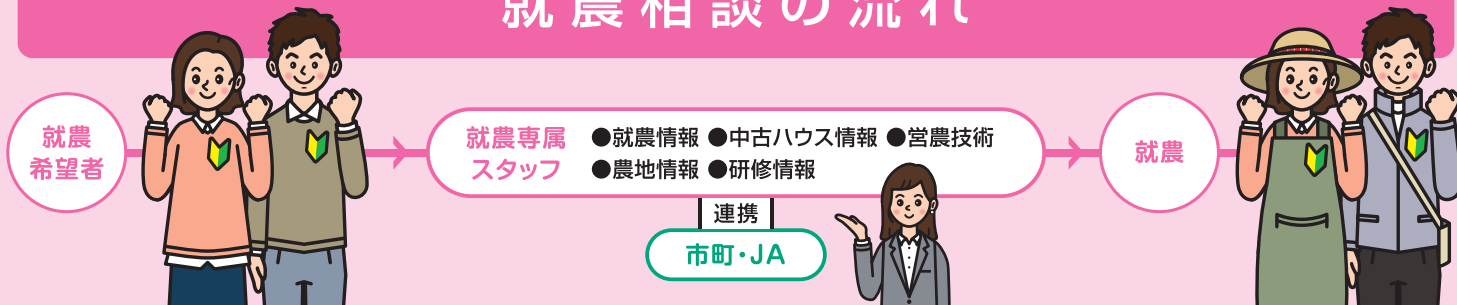 就農相談の流れ
就農
希望者
就農専属
スタッフ
●就農情報 ●中古ハウス情報 ●営農技術
●農地情報 ●研修情報
連携
市町・JA
就農